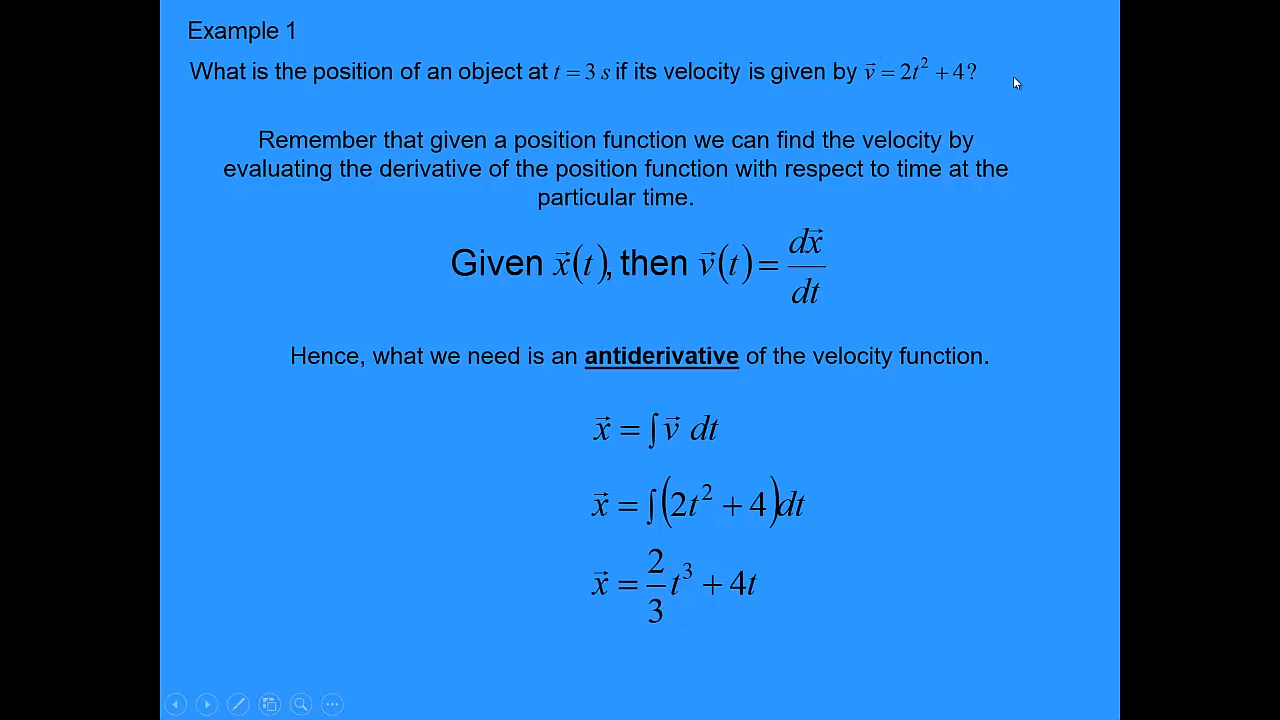 Example 1
What is the position of an object at t = 3 s if its velocity is given by v⃗ = 2t² + 4?
Remember that given a position function we can find the velocity by
evaluating the derivative of the position function with respect to time at the
particular time.
Given x⃗(t), then v⃗(t) = dx⃗/dt
Hence, what we need is an antiderivative of the velocity function.
x⃗ = ∫ v⃗ dt
x⃗ = ∫(2t² + 4)dt
x⃗ = 2/3 t³ + 4t